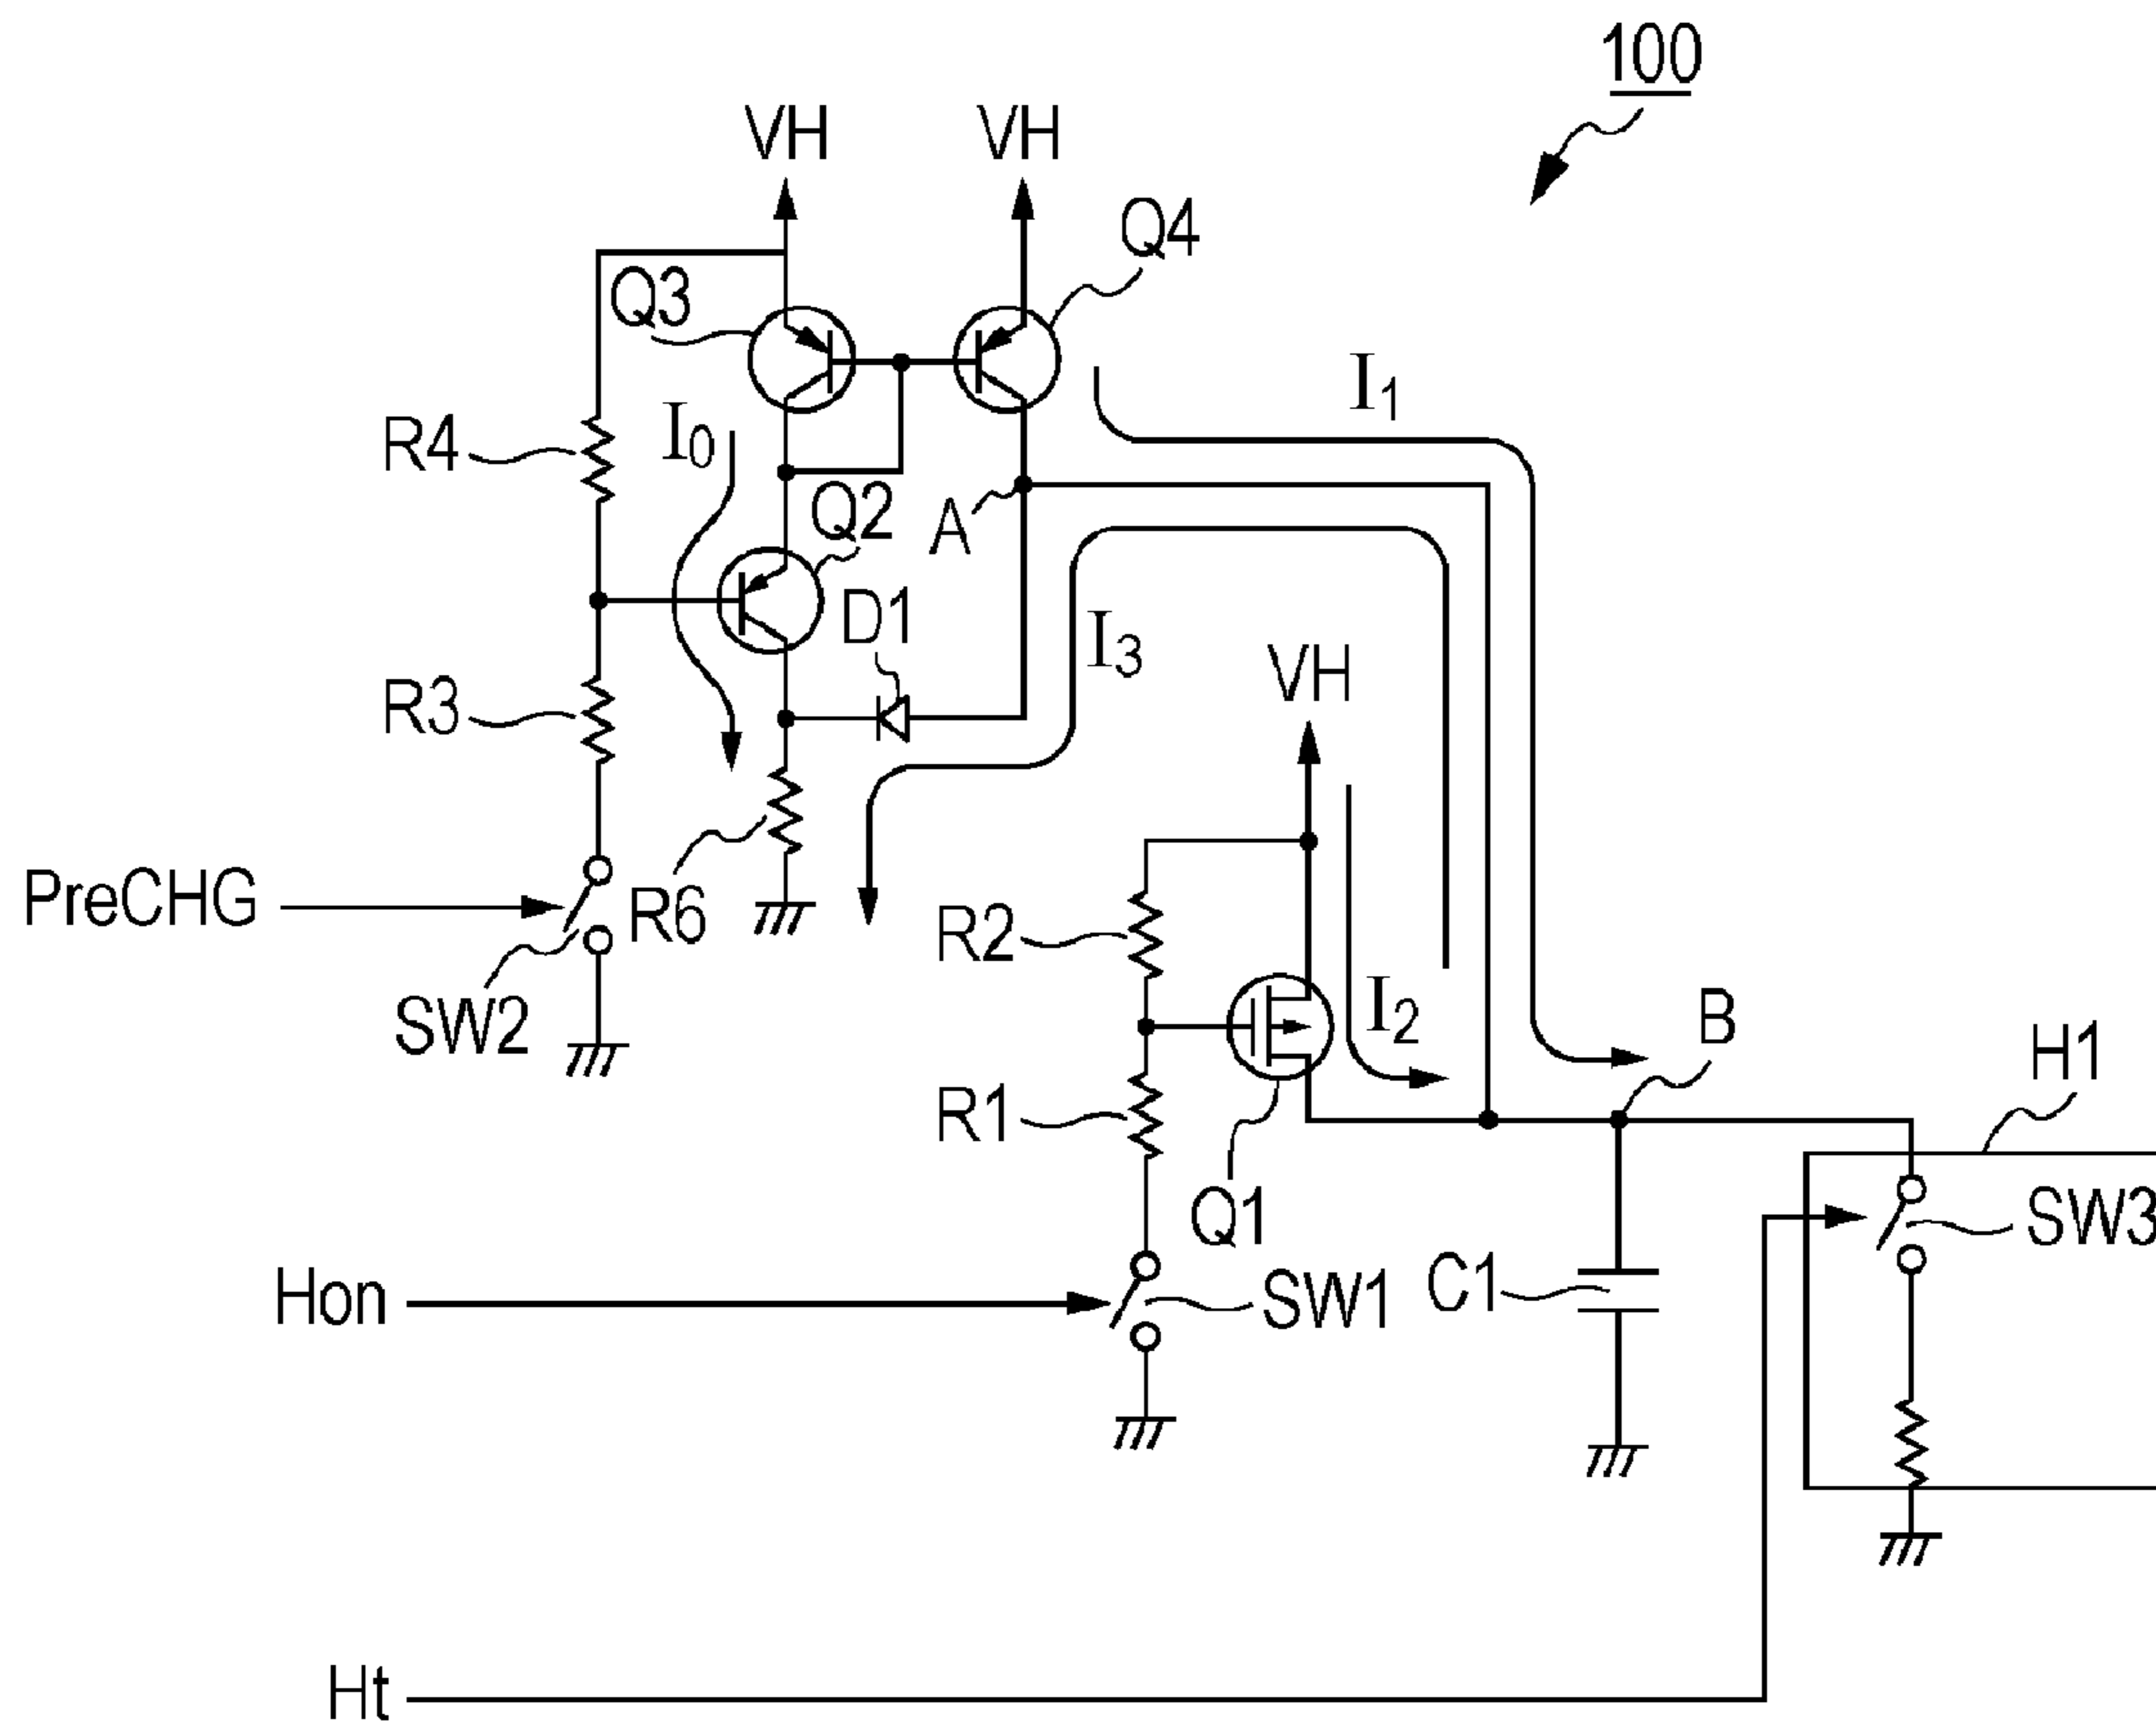 100
VH
VH
Q4
Q3
I1
R4
I0
Q2
A
D1
I3
R3
VH
PreCHG
R6
R2
SW2
I2
B
H1
R1
Q1
SW3
C1
Hon
SW1
Ht